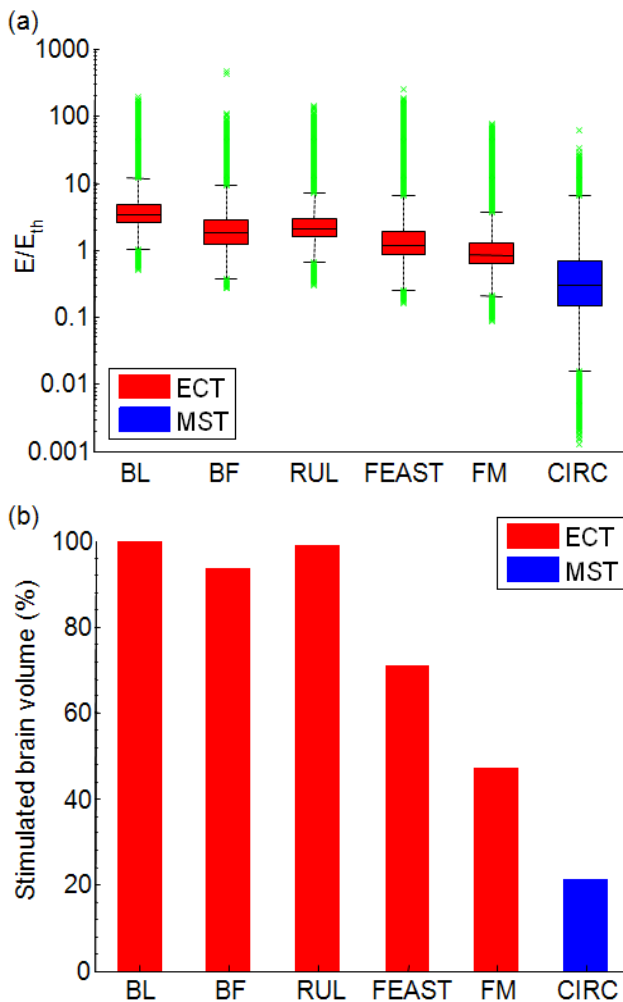 (a)
1000
100
10
1
0.1
0.01
0.001
E/E_th
ECT
MST
BL BF RUL FEAST FM CIRC
(b)
100
80
60
40
20
0
Stimulated brain volume (%)
ECT
MST
BL BF RUL FEAST FM CIRC